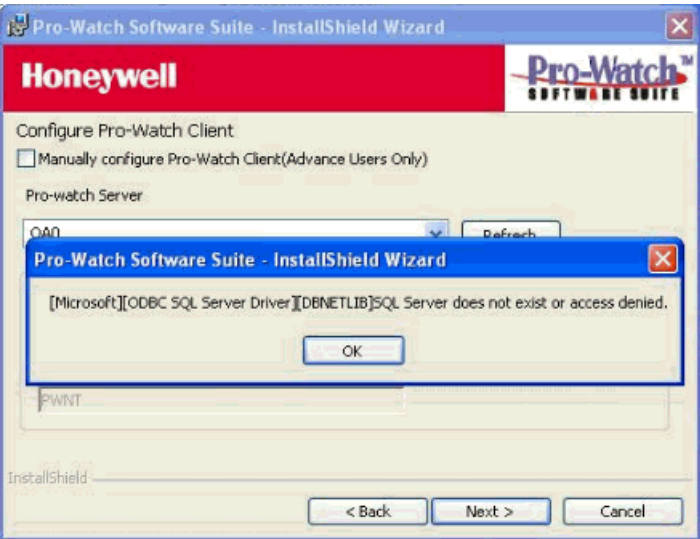 Pro-Watch Software Suite - InstallShield Wizard
Honeywell
Pro-Watch™
SOFTWARE SUITE
Configure Pro-Watch Client
Manually configure Pro-Watch Client(Advance Users Only)
Pro-watch Server
Refresh
Pro-Watch Software Suite - InstallShield Wizard
[Microsoft][ODBC SQL Server Driver][DBNETLIB]SQL Server does not exist or access denied.
OK
PWNT
InstallShield
< Back Next > Cancel